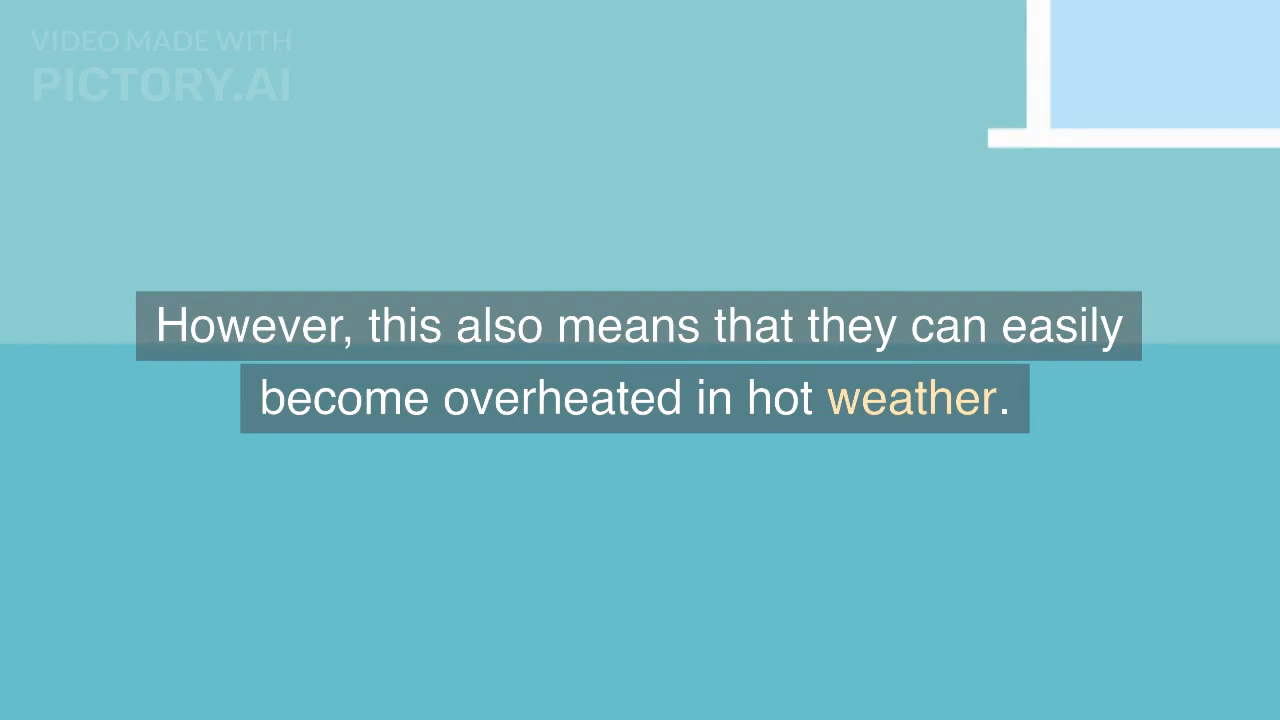 VIDEO MADE WITH
PICTORY.AI
However, this also means that they can easily
become overheated in hot weather.